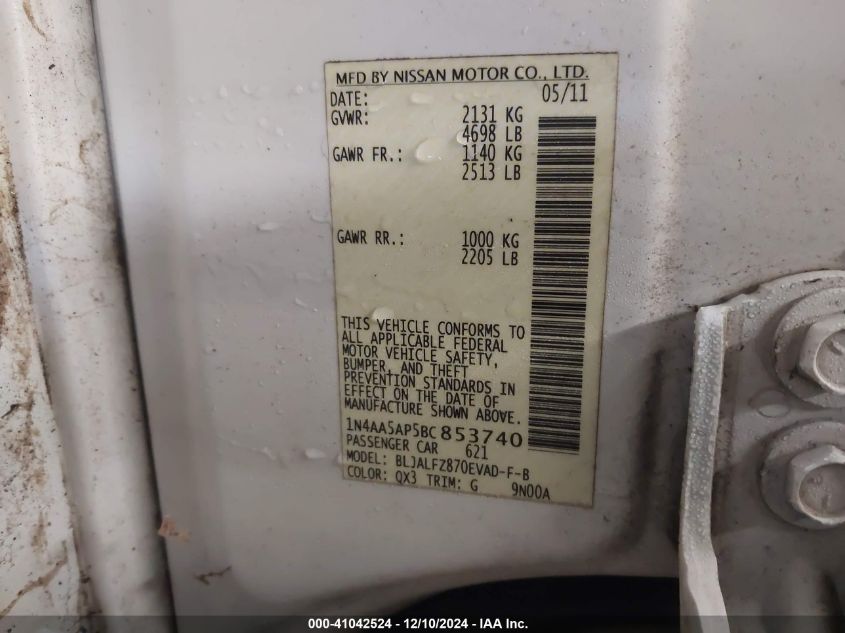 MFD BY NISSAN MOTOR CO., LTD.
DATE: 05/11
GVWR: 2131 KG
4698 LB
GAWR FR.: 1140 KG
2513 LB
GAWR RR.: 1000 KG
2205 LB
THIS VEHICLE CONFORMS TO
ALL APPLICABLE FEDERAL
MOTOR VEHICLE SAFETY,
BUMPER, AND THEFT
PREVENTION STANDARDS IN
EFFECT ON THE DATE OF
MANUFACTURE SHOWN ABOVE.
1N4AA5AP5BC853740
PASSENGER CAR 621
MODEL: BLJALFZ870EVAD-F-B
COLOR: QX3 TRIM: G 9N00A
000-41042524 - 12/10/2024 - IAA Inc.